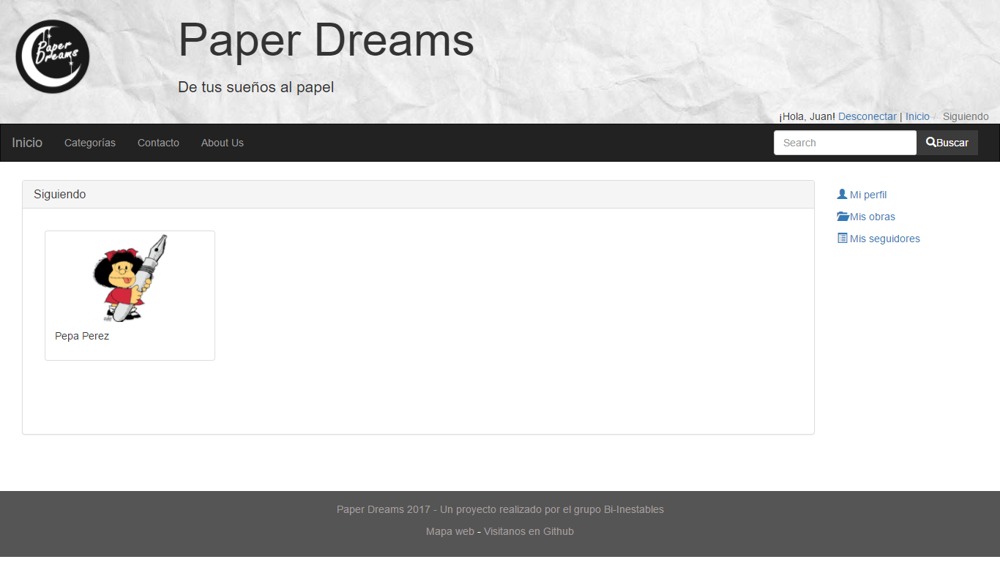 Paper
Dreams
Paper Dreams
De tus sueños al papel
¡Hola, Juan! Desconectar | Inicio / Siguiendo
Inicio Categorías Contacto About Us Search Buscar
Siguiendo
Pepa Perez
Mi perfil
Mis obras
Mis seguidores
Paper Dreams 2017 - Un proyecto realizado por el grupo Bi-Inestables
Mapa web - Visitanos en Github